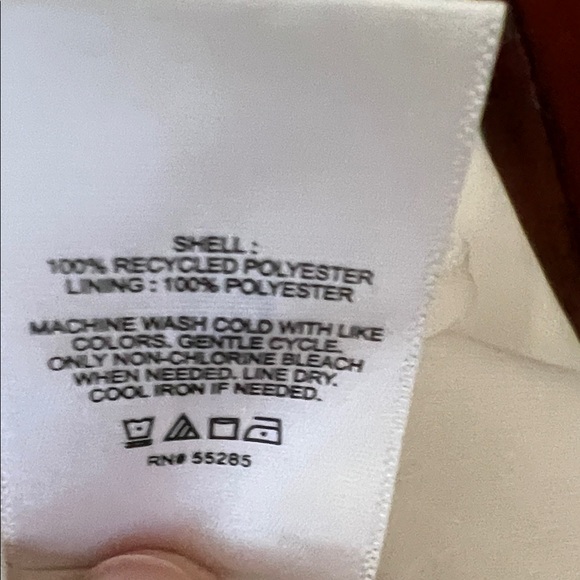 SHELL :
100% RECYCLED POLYESTER
LINING : 100% POLYESTER
MACHINE WASH COLD WITH LIKE
COLORS. GENTLE CYCLE.
ONLY NON-CHLORINE BLEACH
WHEN NEEDED. LINE DRY.
COOL IRON IF NEEDED.
RN# 55285